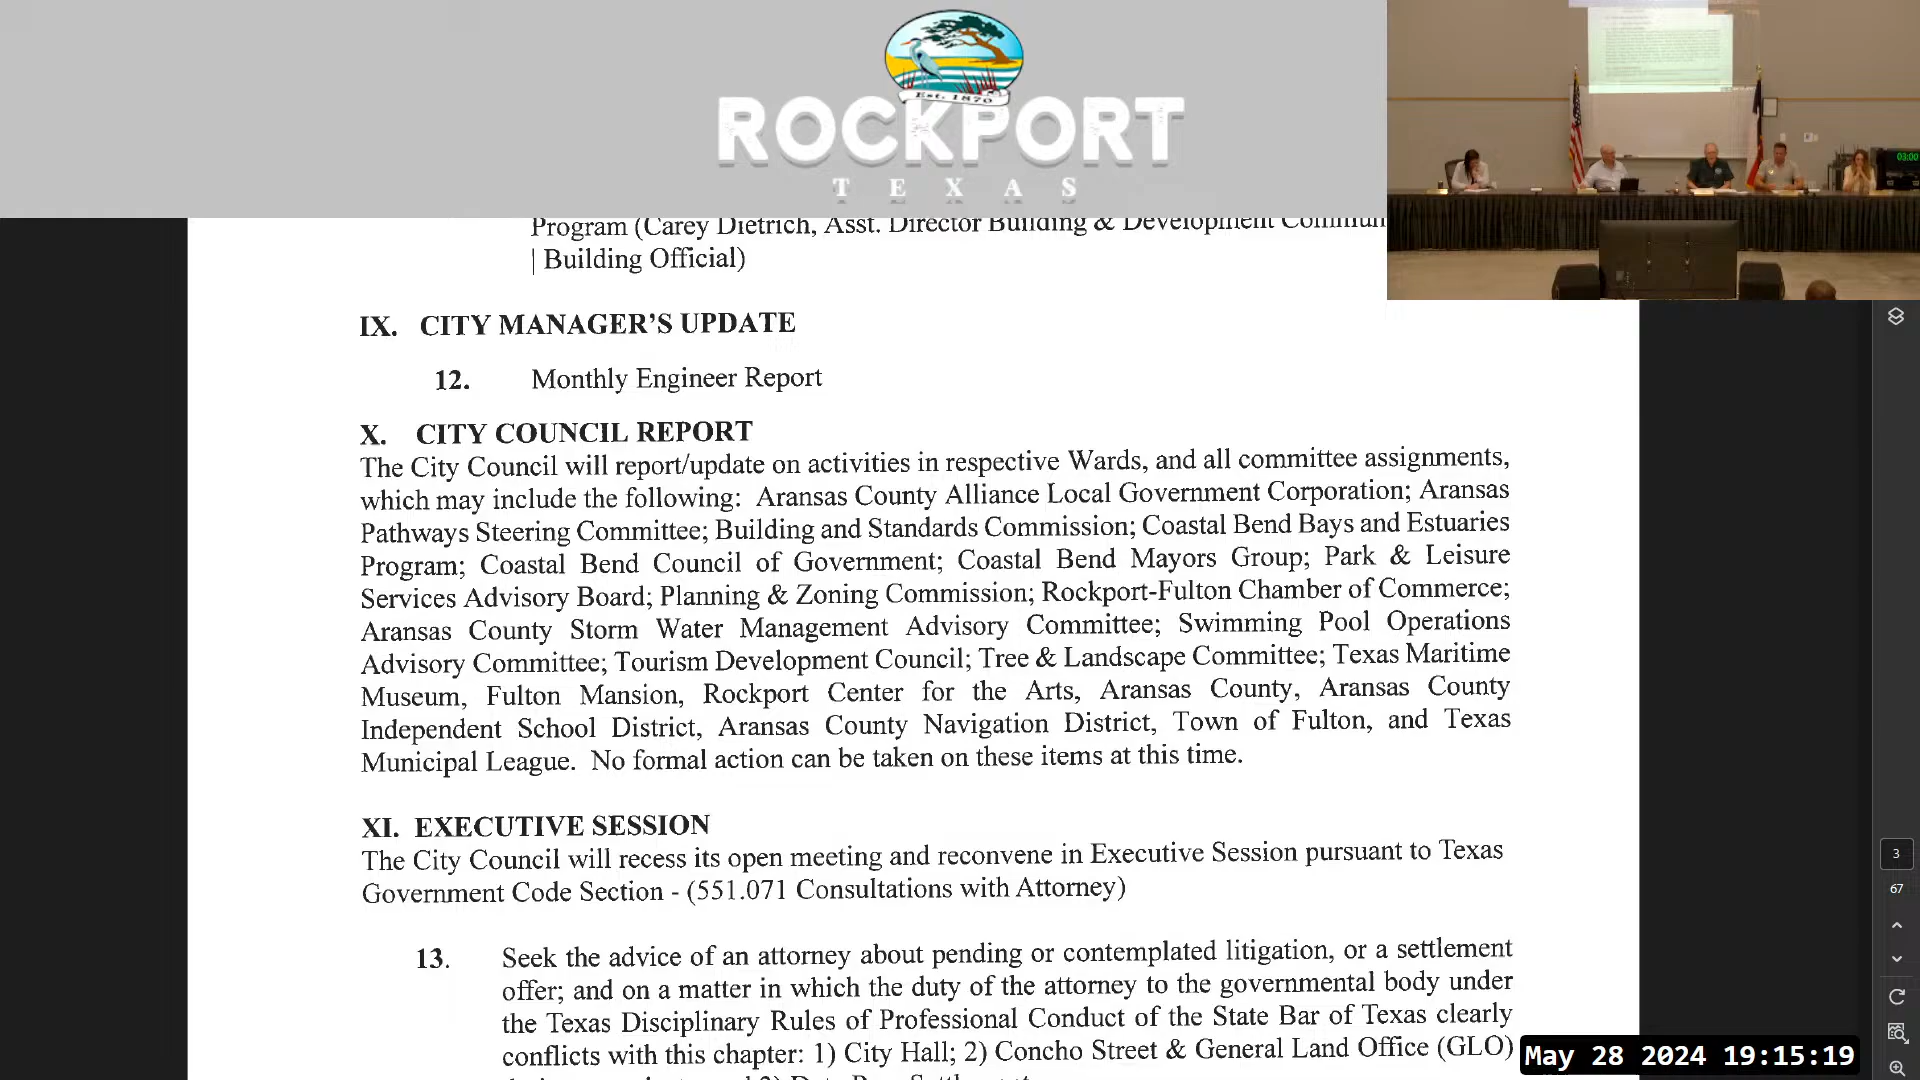 Est. 1870
ROCKPORT
TEXAS
03:00
Program (Carey Dietrich, Asst. Director Building & Development
| Building Official)
IX. CITY MANAGER'S UPDATE
12. Monthly Engineer Report
X. CITY COUNCIL REPORT
The City Council will report/update on activities in respective Wards, and all committee assignments,
which may include the following: Aransas County Alliance Local Government Corporation; Aransas
Pathways Steering Committee; Building and Standards Commission; Coastal Bend Bays and Estuaries
Program; Coastal Bend Council of Government; Coastal Bend Mayors Group; Park & Leisure
Services Advisory Board; Planning & Zoning Commission; Rockport-Fulton Chamber of Commerce;
Aransas County Storm Water Management Advisory Committee; Swimming Pool Operations
Advisory Committee; Tourism Development Council; Tree & Landscape Committee; Texas Maritime
Museum, Fulton Mansion, Rockport Center for the Arts, Aransas County, Aransas County
Independent School District, Aransas County Navigation District, Town of Fulton, and Texas
Municipal League. No formal action can be taken on these items at this time.
XI. EXECUTIVE SESSION
The City Council will recess its open meeting and reconvene in Executive Session pursuant to Texas
Government Code Section - (551.071 Consultations with Attorney)
13. Seek the advice of an attorney about pending or contemplated litigation, or a settlement
offer; and on a matter in which the duty of the attorney to the governmental body under
the Texas Disciplinary Rules of Professional Conduct of the State Bar of Texas clearly
conflicts with this chapter: 1) City Hall; 2) Concho Street & General Land Office (GLO)
3
67
May 28 2024 19:15:19